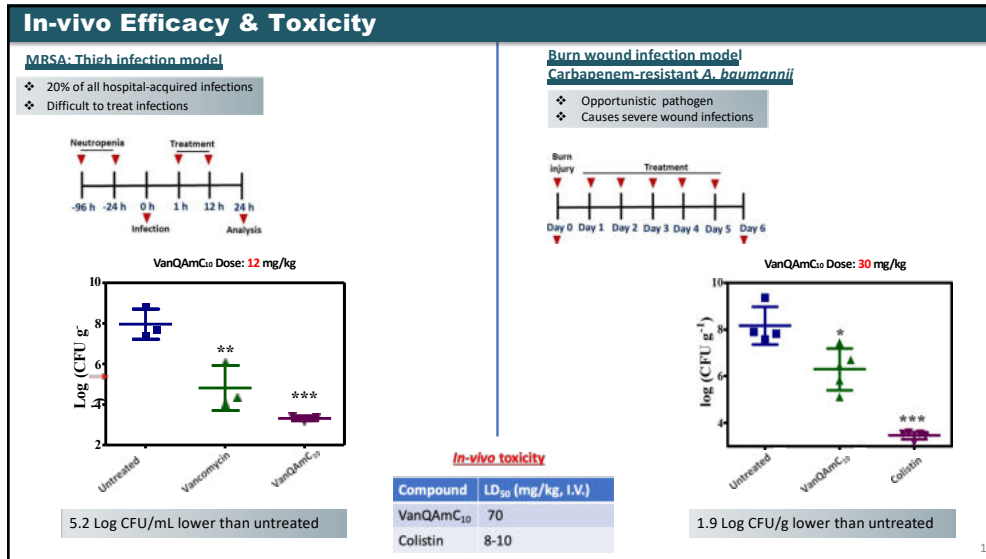 In-vivo Efficacy & Toxicity
MRSA: Thigh infection model
❖ 20% of all hospital-acquired infections
❖ Difficult to treat infections
Neutropenia Treatment
-96 h -24 h 0 h 1 h 12 h 24 h
Infection Analysis
VanQAmC₁₀ Dose: 12 mg/kg
Log (CFU g⁻
10
8
6
4
2
**
***
Untreated Vancomycin VanQAmC₁₀
5.2 Log CFU/mL lower than untreated
Burn wound infection model
Carbapenem-resistant A. baumannii
❖ Opportunistic pathogen
❖ Causes severe wound infections
Burn
injury
Treatment
Day 0 Day 1 Day 2 Day 3 Day 4 Day 5 Day 6
VanQAmC₁₀ Dose: 30 mg/kg
log (CFU g⁻¹)
10
8
6
4
*
***
Untreated VanQAmC₁₀ Colistin
1.9 Log CFU/g lower than untreated
In-vivo toxicity
Compound LD₅₀ (mg/kg, I.V.)
VanQAmC₁₀ 70
Colistin 8-10
1